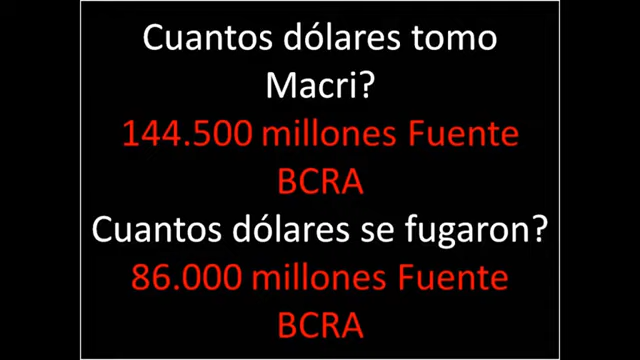 Cuantos dólares tomo
Macri?
144.500 millones Fuente
BCRA
Cuantos dólares se fugaron?
86.000 millones Fuente
BCRA